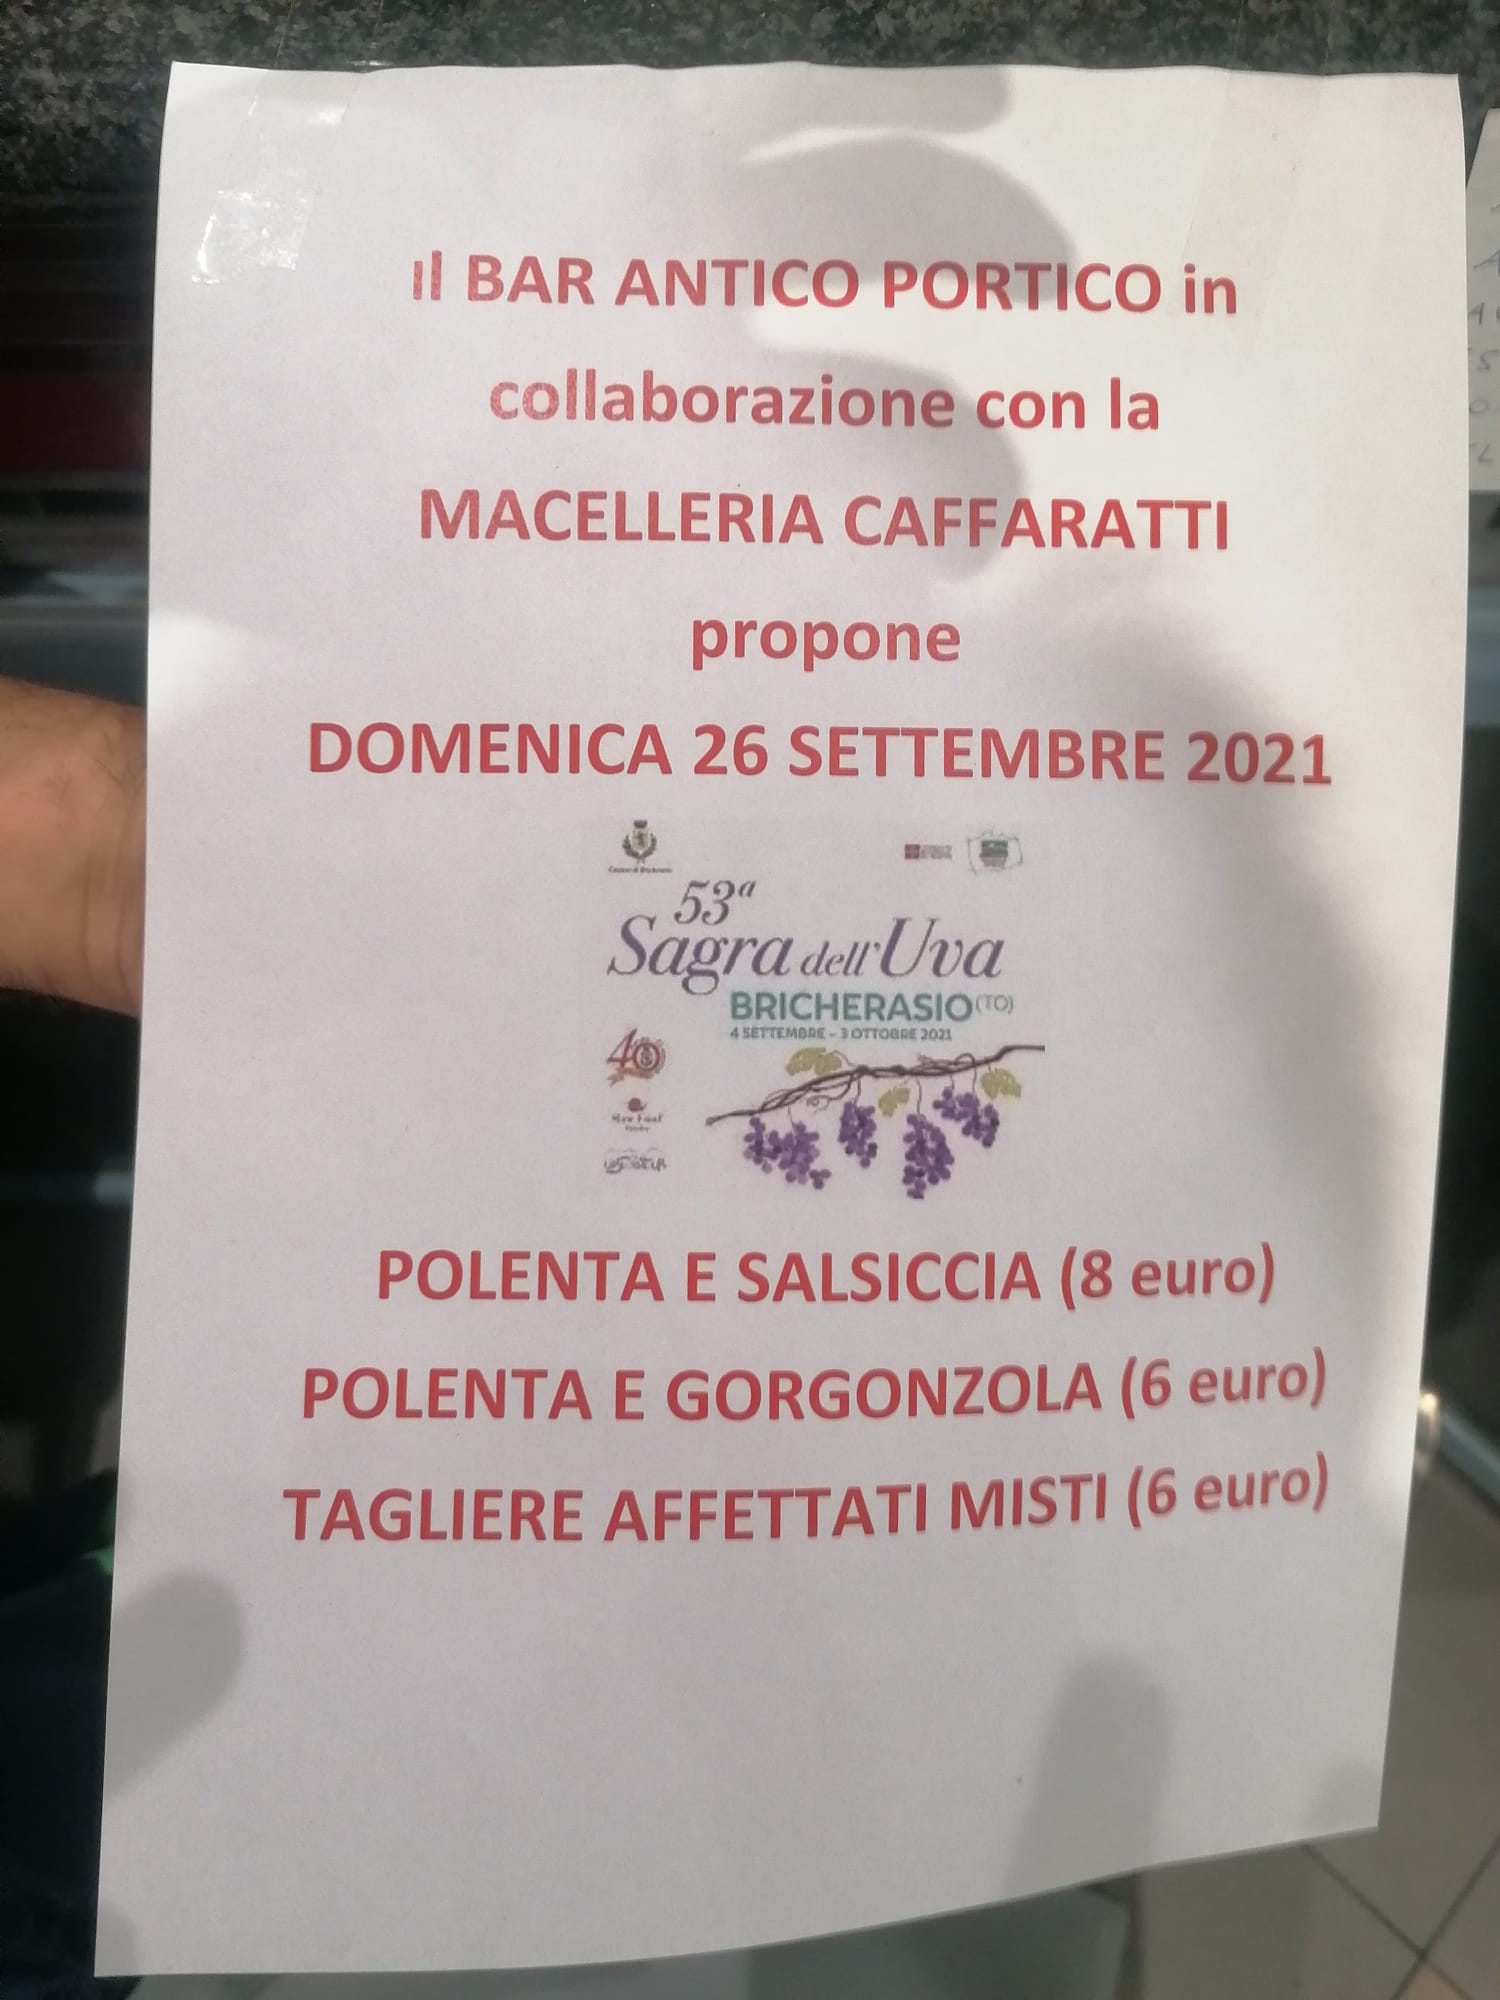 Il BAR ANTICO PORTICO in
collaborazione con la
MACELLERIA CAFFARATTI
propone
DOMENICA 26 SETTEMBRE 2021
53ª
Sagra dell'Uva
BRICHERASIO (TO)
4 SETTEMBRE - 3 OTTOBRE 2021
40
POLENTA E SALSICCIA (8 euro)
POLENTA E GORGONZOLA (6 euro)
TAGLIERE AFFETTATI MISTI (6 euro)